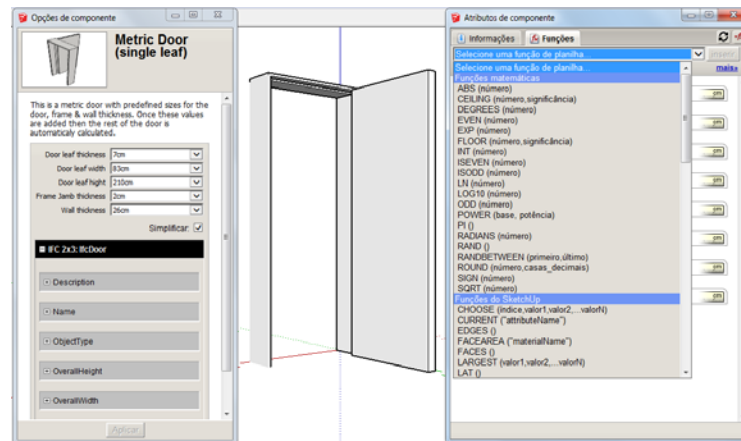 Opções de componente
Metric Door
(single leaf)
This is a metric door with predefined sizes for the
door, frame & wall thickness. Once these values
are added then the rest of the door is
automaticaly calculated.
Door leaf thickness 7cm
Door leaf width 83cm
Door leaf hight 210cm
Frame Jamb thickness 2cm
Wall thickness 26cm
Simplificar:
IFC 2x3: IfcDoor
Description
Name
ObjectType
OverallHeight
OverallWidth
Aplicar
Atributos de componente
Informações Funções
Selecione uma função de planilha... Inserir
Selecione uma função de planilha... mais»
Funções matemáticas
ABS (número)
CEILING (número,significância)
DEGREES (número)
EVEN (número)
EXP (número)
FLOOR (número,significância)
INT (número)
ISEVEN (número)
ISODD (número)
LN (número)
LOG10 (número)
ODD (número)
POWER (base, potência)
PI ()
RADIANS (número)
RAND ()
RANDBETWEEN (primeiro,último)
ROUND (número,casas_decimais)
SIGN (número)
SQRT (número)
Funções do SketchUp
CHOOSE (índice,valor1,valor2,...valorN)
CURRENT ("attributeName")
EDGES ()
FACEAREA ("materialName")
FACES ()
LARGEST (valor1,valor2,...valorN)
LAT ()